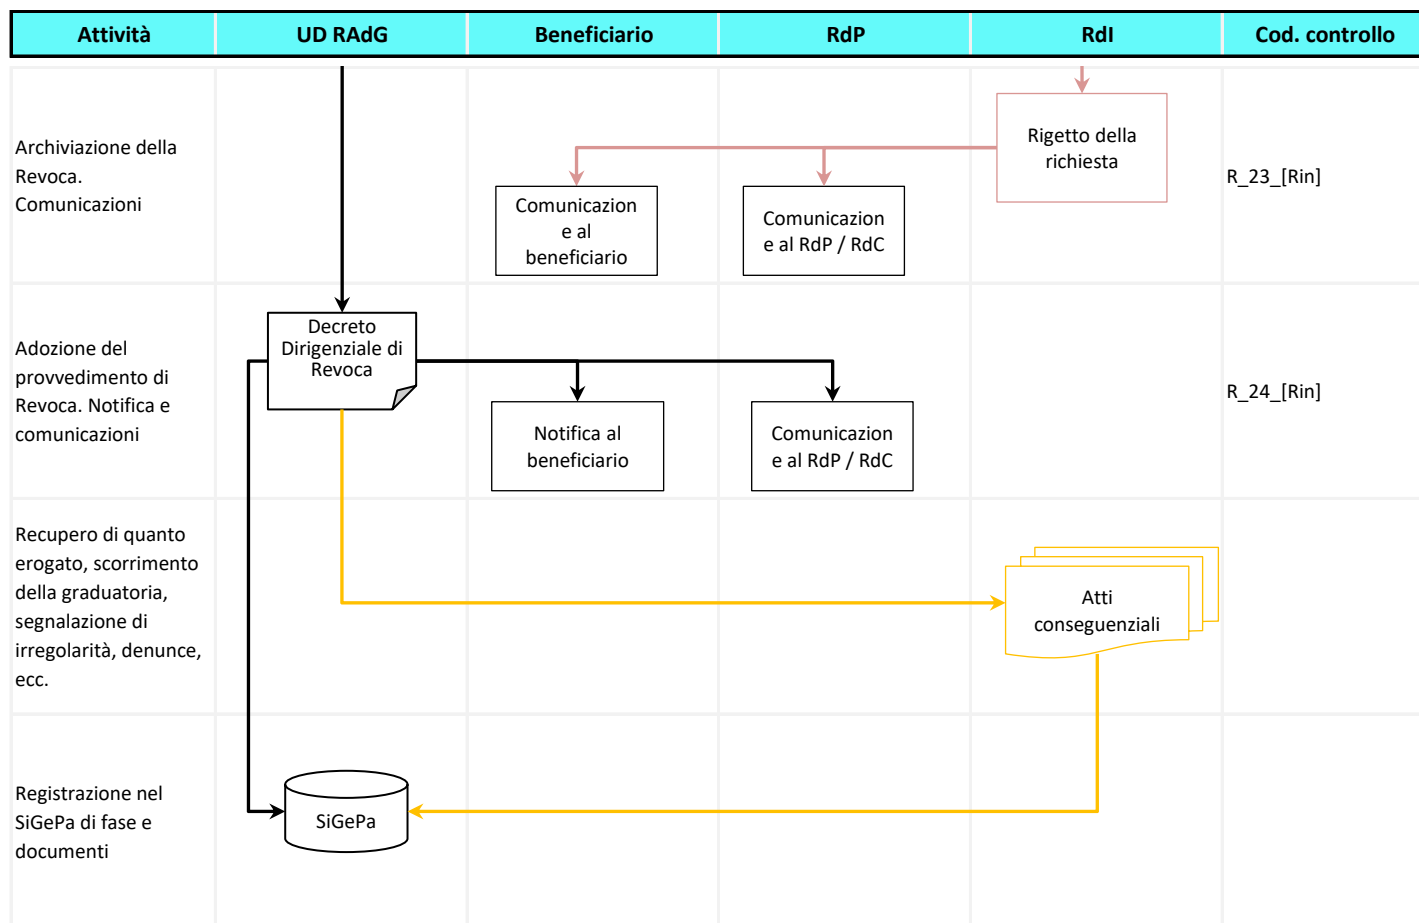 Attività UD RAdG Beneficiario RdP RdI Cod. controllo
Archiviazione della
Revoca.
Comunicazioni
Rigetto della
richiesta
R_23_[Rin]
Comunicazion
e al
beneficiario
Comunicazion
e al RdP / RdC
Adozione del
provvedimento di
Revoca. Notifica e
comunicazioni
Decreto
Dirigenziale di
Revoca
R_24_[Rin]
Notifica al
beneficiario
Comunicazion
e al RdP / RdC
Recupero di quanto
erogato, scorrimento
della graduatoria,
segnalazione di
irregolarità, denunce,
ecc.
Atti
conseguenziali
Registrazione nel
SiGePa di fase e
documenti
SiGePa